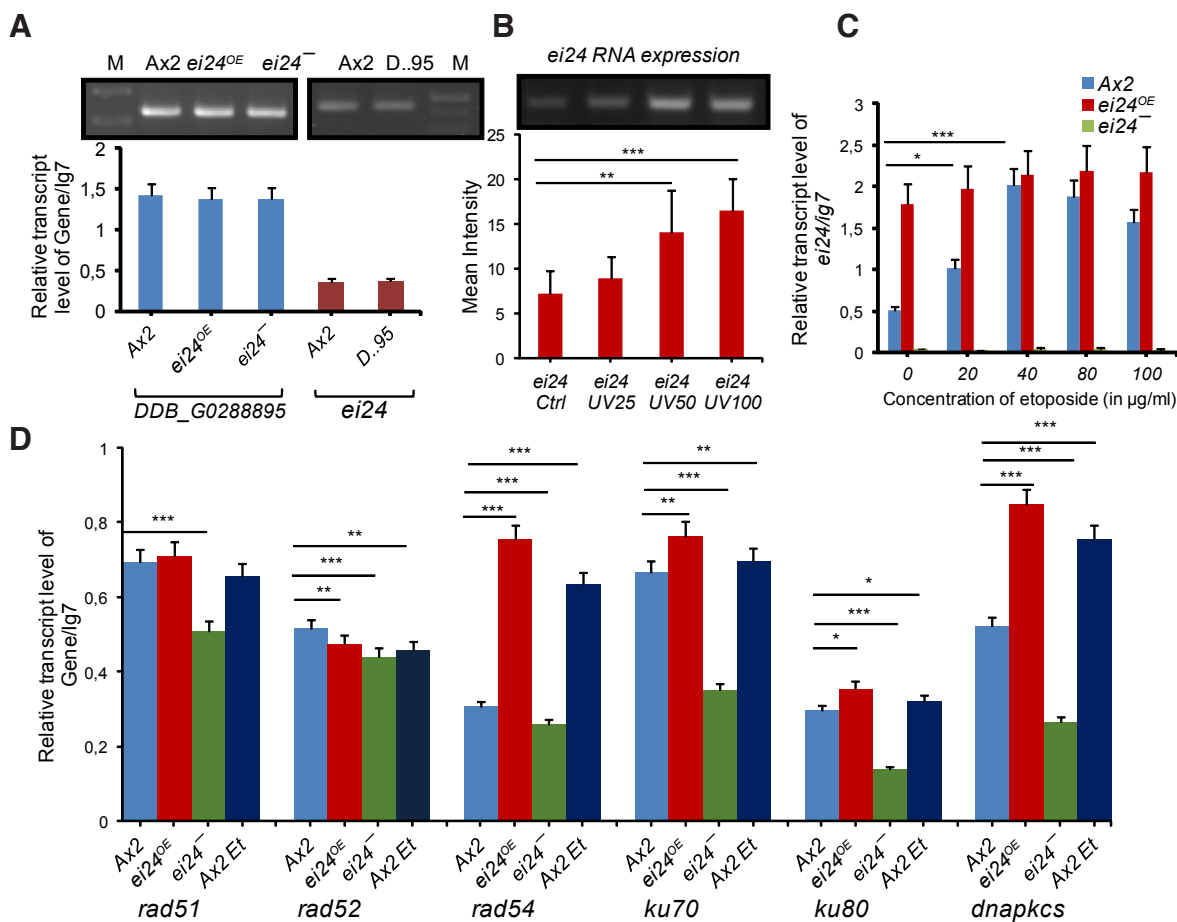 A
M Ax2 ei24OE ei24– Ax2 D..95 M
Relative transcript level of Gene/Ig7
2
1,5
1
0,5
0
Ax2 ei24OE ei24– Ax2 D..95
DDB_G0288895 ei24
B
ei24 RNA expression
Mean Intensity
25
20
15
10
5
0
***
**
ei24 Ctrl
ei24 UV25
ei24 UV50
ei24 UV100
C
Ax2
ei24OE
ei24–
Relative transcript level of ei24/ig7
3
2,5
2
1,5
1
0,5
0
***
*
0 20 40 80 100
Concentration of etoposide (in µg/ml)
D
Relative transcript level of Gene/Ig7
1
0,8
0,6
0,4
0,2
0
***
**
***
**
***
***
***
**
***
**
*
***
*
***
***
***
Ax2 ei24OE ei24– Ax2 Et
Ax2 ei24OE ei24– Ax2 Et
Ax2 ei24OE ei24– Ax2 Et
Ax2 ei24OE ei24– Ax2 Et
Ax2 ei24OE ei24– Ax2 Et
Ax2 ei24OE ei24– Ax2 Et
rad51 rad52 rad54 ku70 ku80 dnapkcs